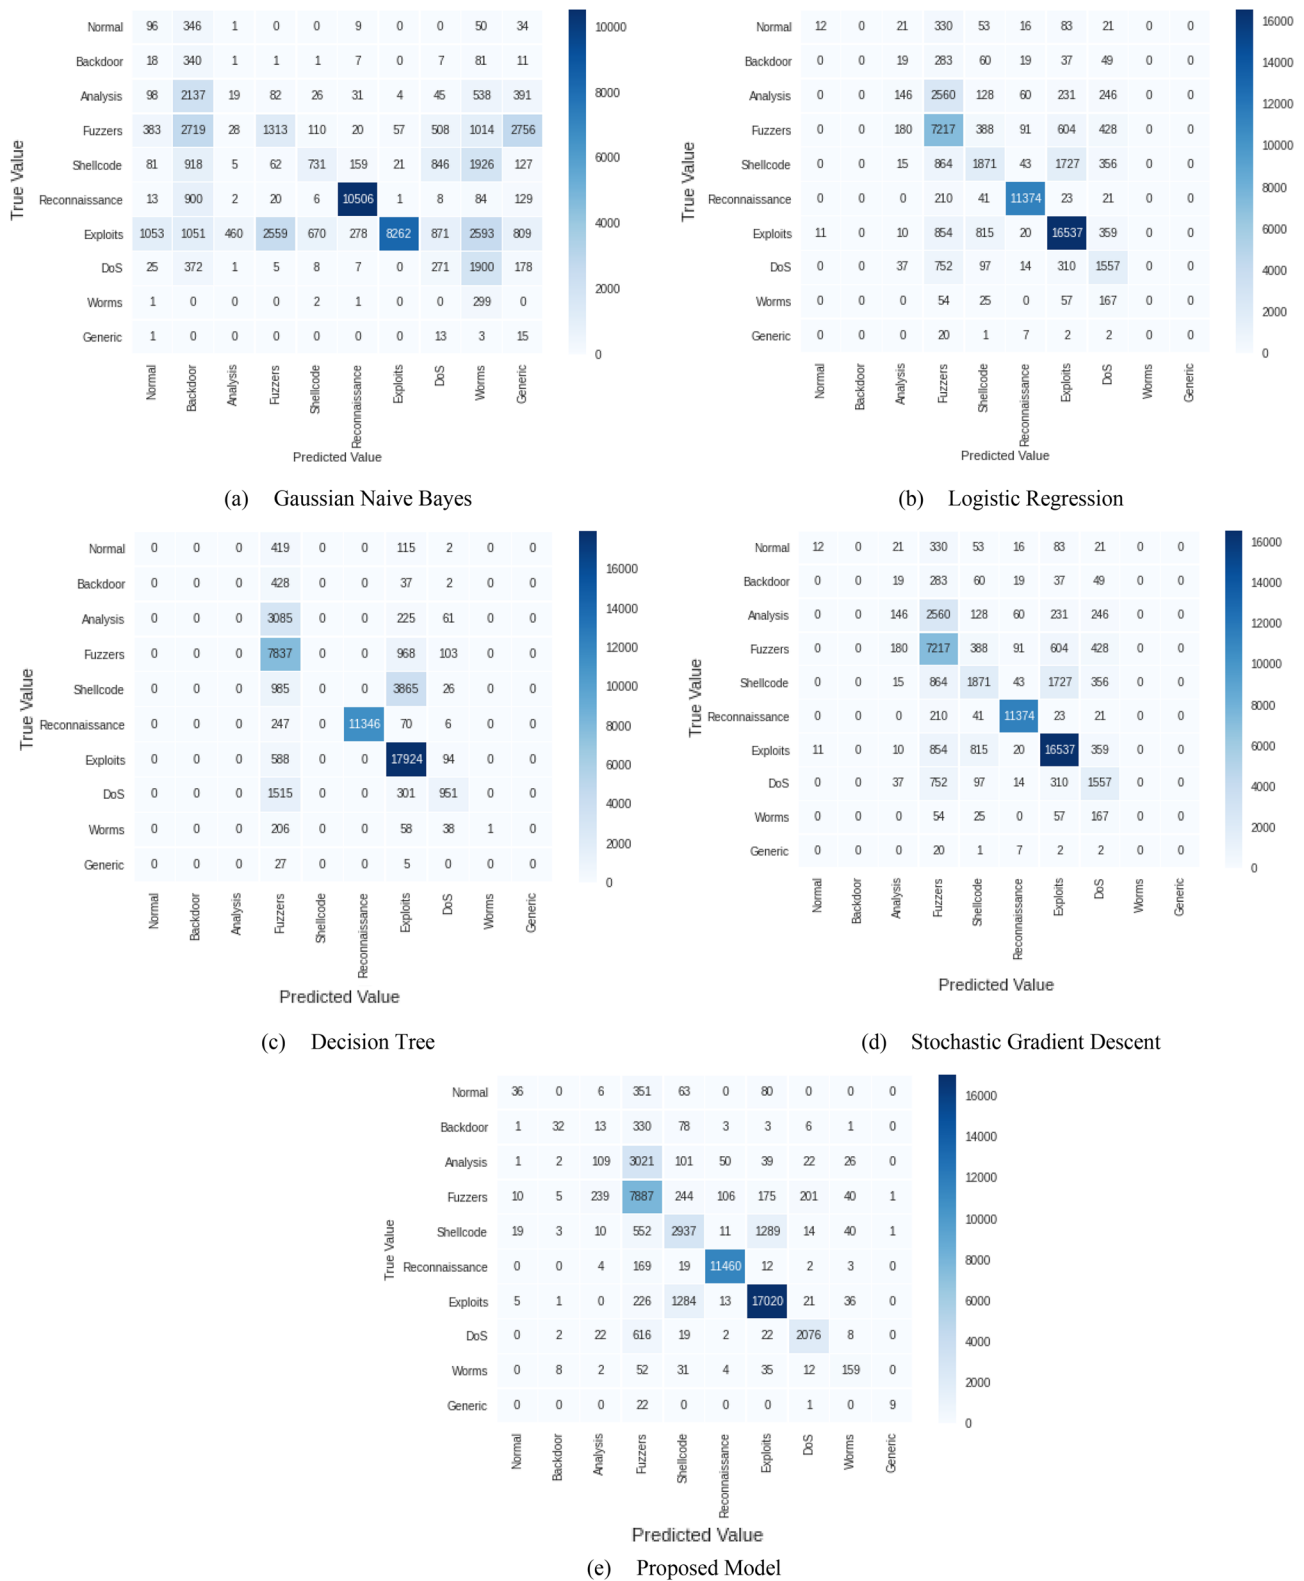 Normal 96 346 1 0 0 9 0 0 50 34
Backdoor 18 340 1 1 1 7 0 7 81 11
Analysis 98 2137 19 82 26 31 4 45 538 391
Fuzzers 383 2719 28 1313 110 20 57 508 1014 2756
Shellcode 81 918 5 62 731 159 21 846 1926 127
Reconnaissance 13 900 2 20 6 10506 1 8 84 129
Exploits 1053 1051 460 2559 670 278 8262 871 2593 809
DoS 25 372 1 5 8 7 0 271 1900 178
Worms 1 0 0 0 2 1 0 0 299 0
Generic 1 0 0 0 0 0 0 13 3 15
True Value
10000
8000
6000
4000
2000
0
Normal Backdoor Analysis Fuzzers Shellcode Reconnaissance Exploits DoS Worms Generic
Predicted Value
(a) Gaussian Naive Bayes
Normal 12 0 21 330 53 16 83 21 0 0
Backdoor 0 0 19 283 60 19 37 49 0 0
Analysis 0 0 146 2560 128 60 231 246 0 0
Fuzzers 0 0 180 7217 388 91 604 428 0 0
Shellcode 0 0 15 864 1871 43 1727 356 0 0
Reconnaissance 0 0 0 210 41 11374 23 21 0 0
Exploits 11 0 10 854 815 20 16537 359 0 0
DoS 0 0 37 752 97 14 310 1557 0 0
Worms 0 0 0 54 25 0 57 167 0 0
Generic 0 0 0 20 1 7 2 2 0 0
True Value
16000
14000
12000
10000
8000
6000
4000
2000
0
Normal Backdoor Analysis Fuzzers Shellcode Reconnaissance Exploits DoS Worms Generic
Predicted Value
(b) Logistic Regression
Normal 0 0 0 419 0 0 115 2 0 0
Backdoor 0 0 0 428 0 0 37 2 0 0
Analysis 0 0 0 3085 0 0 225 61 0 0
Fuzzers 0 0 0 7837 0 0 968 103 0 0
Shellcode 0 0 0 985 0 0 3865 26 0 0
Reconnaissance 0 0 0 247 0 11346 70 6 0 0
Exploits 0 0 0 588 0 0 17924 94 0 0
DoS 0 0 0 1515 0 0 301 951 0 0
Worms 0 0 0 206 0 0 58 38 1 0
Generic 0 0 0 27 0 0 5 0 0 0
True Value
16000
14000
12000
10000
8000
6000
4000
2000
0
Normal Backdoor Analysis Fuzzers Shellcode Reconnaissance Exploits DoS Worms Generic
Predicted Value
(c) Decision Tree
Normal 12 0 21 330 53 16 83 21 0 0
Backdoor 0 0 19 283 60 19 37 49 0 0
Analysis 0 0 146 2560 128 60 231 246 0 0
Fuzzers 0 0 180 7217 388 91 604 428 0 0
Shellcode 0 0 15 864 1871 43 1727 356 0 0
Reconnaissance 0 0 0 210 41 11374 23 21 0 0
Exploits 11 0 10 854 815 20 16537 359 0 0
DoS 0 0 37 752 97 14 310 1557 0 0
Worms 0 0 0 54 25 0 57 167 0 0
Generic 0 0 0 20 1 7 2 2 0 0
True Value
16000
14000
12000
10000
8000
6000
4000
2000
0
Normal Backdoor Analysis Fuzzers Shellcode Reconnaissance Exploits DoS Worms Generic
Predicted Value
(d) Stochastic Gradient Descent
Normal 36 0 6 351 63 0 80 0 0 0
Backdoor 1 32 13 330 78 3 3 6 1 0
Analysis 1 2 109 3021 101 50 39 22 26 0
Fuzzers 10 5 239 7887 244 106 175 201 40 1
Shellcode 19 3 10 552 2937 11 1289 14 40 1
Reconnaissance 0 0 4 169 19 11460 12 2 3 0
Exploits 5 1 0 226 1284 13 17020 21 36 0
DoS 0 2 22 616 19 2 22 2076 8 0
Worms 0 8 2 52 31 4 35 12 159 0
Generic 0 0 0 22 0 0 0 1 0 9
True Value
16000
14000
12000
10000
8000
6000
4000
2000
0
Normal Backdoor Analysis Fuzzers Shellcode Reconnaissance Exploits DoS Worms Generic
Predicted Value
(e) Proposed Model